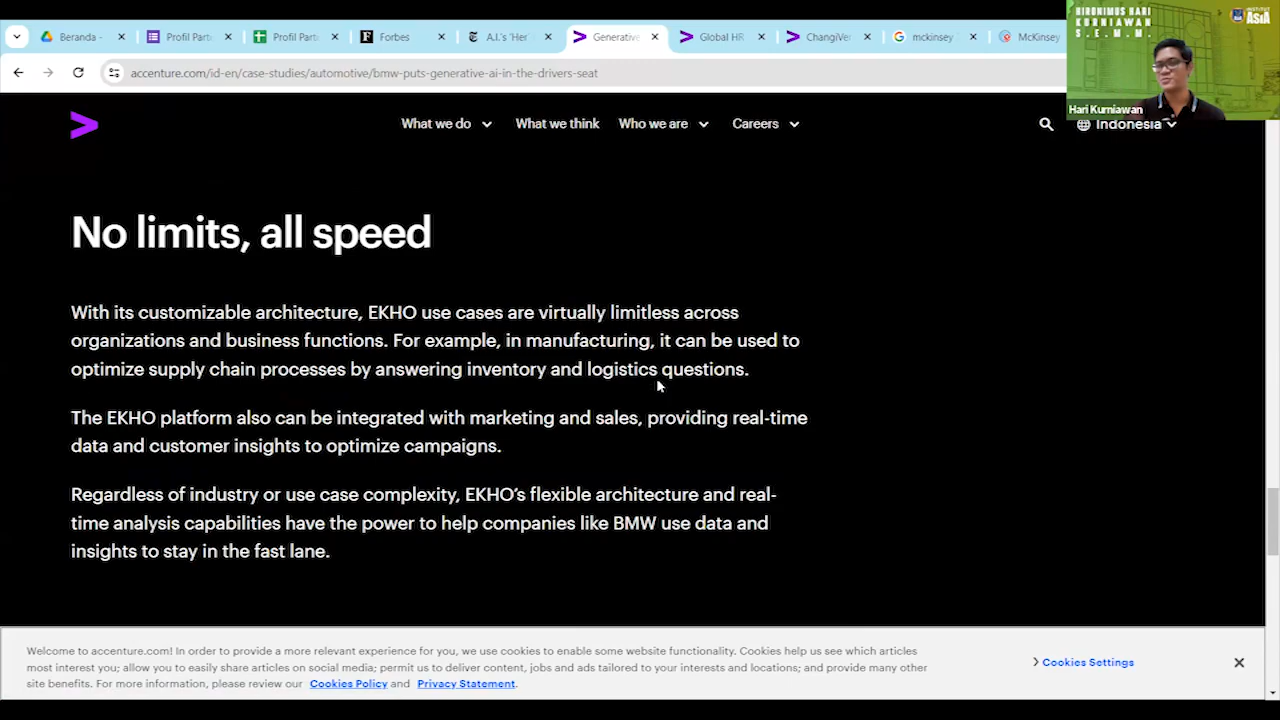 Beranda -
Profil Parti
Profil Parti
Forbes
A.I.'s 'Her'
Generative
Global HR
ChangiVer
mckinsey
McKinsey
accenture.com/id-en/case-studies/automotive/bmw-puts-generative-ai-in-the-drivers-seat
HIRONIMUS HARI
KURNIAWAN
S.E.M.M.
INSTITUT
ASIA
Hari Kurniawan
What we do
What we think
Who we are
Careers
Indonesia
No limits, all speed
With its customizable architecture, EKHO use cases are virtually limitless across
organizations and business functions. For example, in manufacturing, it can be used to
optimize supply chain processes by answering inventory and logistics questions.
The EKHO platform also can be integrated with marketing and sales, providing real-time
data and customer insights to optimize campaigns.
Regardless of industry or use case complexity, EKHO's flexible architecture and real-
time analysis capabilities have the power to help companies like BMW use data and
insights to stay in the fast lane.
Welcome to accenture.com! In order to provide a more relevant experience for you, we use cookies to enable some website functionality. Cookies help us see which articles
most interest you; allow you to easily share articles on social media; permit us to deliver content, jobs and ads tailored to your interests and locations; and provide many other
site benefits. For more information, please review our Cookies Policy and Privacy Statement.
Cookies Settings